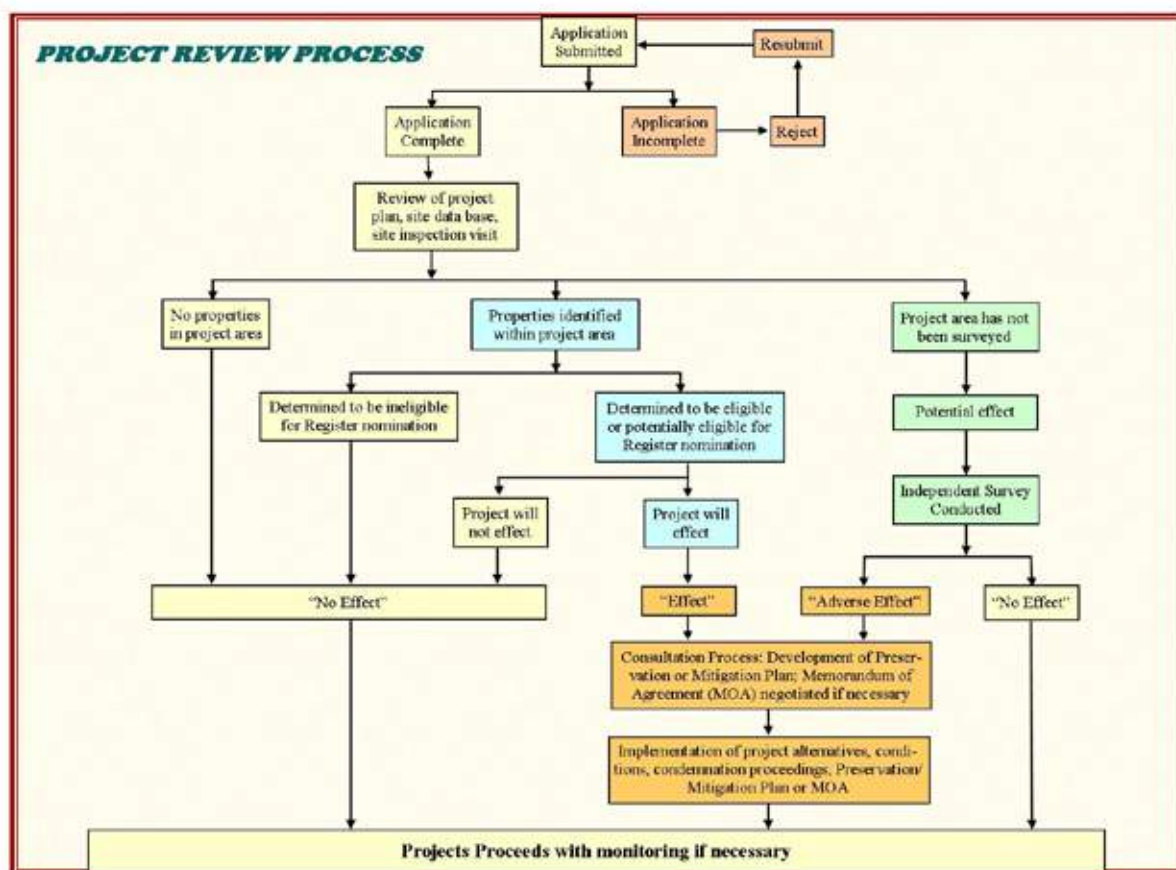 PROJECT REVIEW PROCESS
Application
Submitted
Resubmit
Application
Complete
Application
Incomplete
Reject
Review of project
plan, site data base,
site inspection visit
No properties
in project area
Properties identified
within project area
Project area has not
been surveyed
Determined to be ineligible
for Register nomination
Determined to be eligible
or potentially eligible for
Register nomination
Potential effect
Project will
not effect
Project will
effect
Independent Survey
Conducted
"No Effect"
"Effect"
"Adverse Effect"
"No Effect"
Consultation Process: Development of Preser-
vation or Mitigation Plan; Memorandum of
Agreement (MOA) negotiated if necessary
Implementation of project alternatives, condi-
tions, condemnation proceedings, Preservation/
Mitigation Plan or MOA
Projects Proceeds with monitoring if necessary